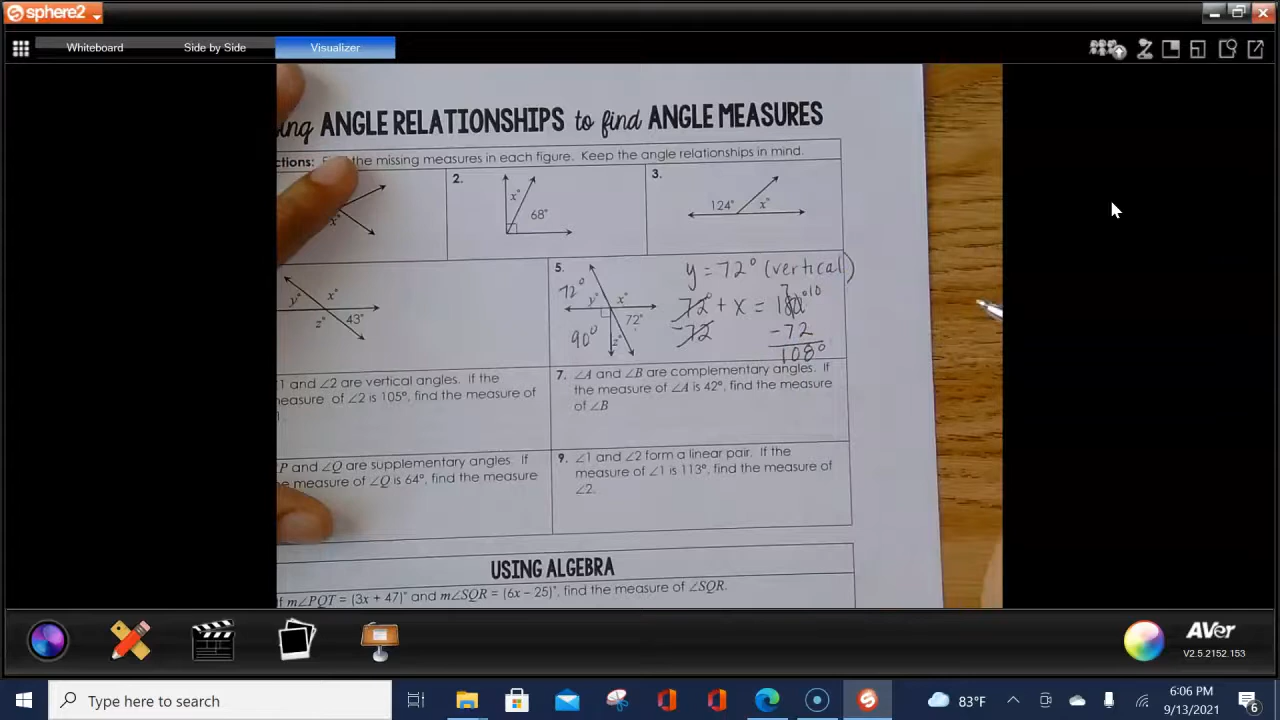 sphere2
Whiteboard
Side by Side
Visualizer
ing ANGLE RELATIONSHIPS to find ANGLE MEASURES
ctions: the missing measures in each figure. Keep the angle relationships in mind.
x°
2.
x°
68°
3.
124°
x°
y°
x°
z°
43°
5.
72°
y°
x°
72°
90°
z°
y = 72° (vertical)
7 10
72° + x = 180°
-72 -72
108°
1 and ∠2 are vertical angles. If the
measure of ∠2 is 105°, find the measure of
7. ∠A and ∠B are complementary angles. If
the measure of ∠A is 42°, find the measure
of ∠B
P and ∠Q are supplementary angles. If
e measure of ∠Q is 64°, find the measure
9. ∠1 and ∠2 form a linear pair. If the
measure of ∠1 is 113°, find the measure of
∠2.
USING ALGEBRA
f m∠PQT = (3x + 47)° and m∠SQR = (6x – 25)°, find the measure of ∠SQR.
AVer
V2.5.2152.153
Type here to search
83°F
6:06 PM
9/13/2021
6